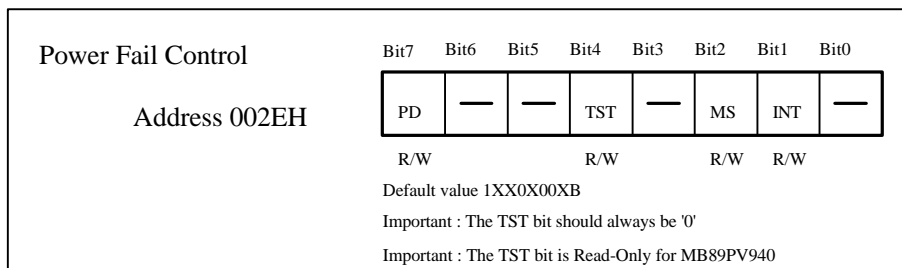 Power Fail Control
Bit7 Bit6 Bit5 Bit4 Bit3 Bit2 Bit1 Bit0
Address 002EH
PD — — TST — MS INT —
R/W R/W R/W R/W
Default value 1XX0X00XB
Important : The TST bit should always be '0'
Important : The TST bit is Read-Only for MB89PV940